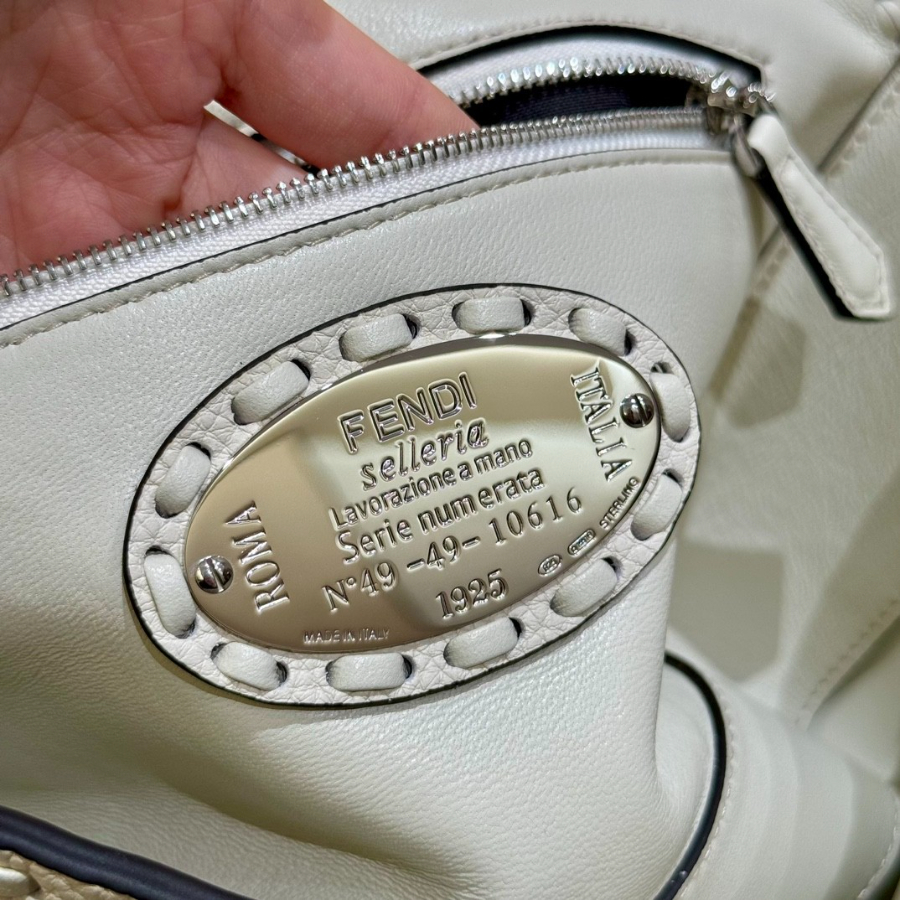 FENDI
selleria
Lavorazione a mano
Serie numerata
N°49 -49- 10616
1925
ROMA
ITALIA
MADE IN ITALY
STERLING